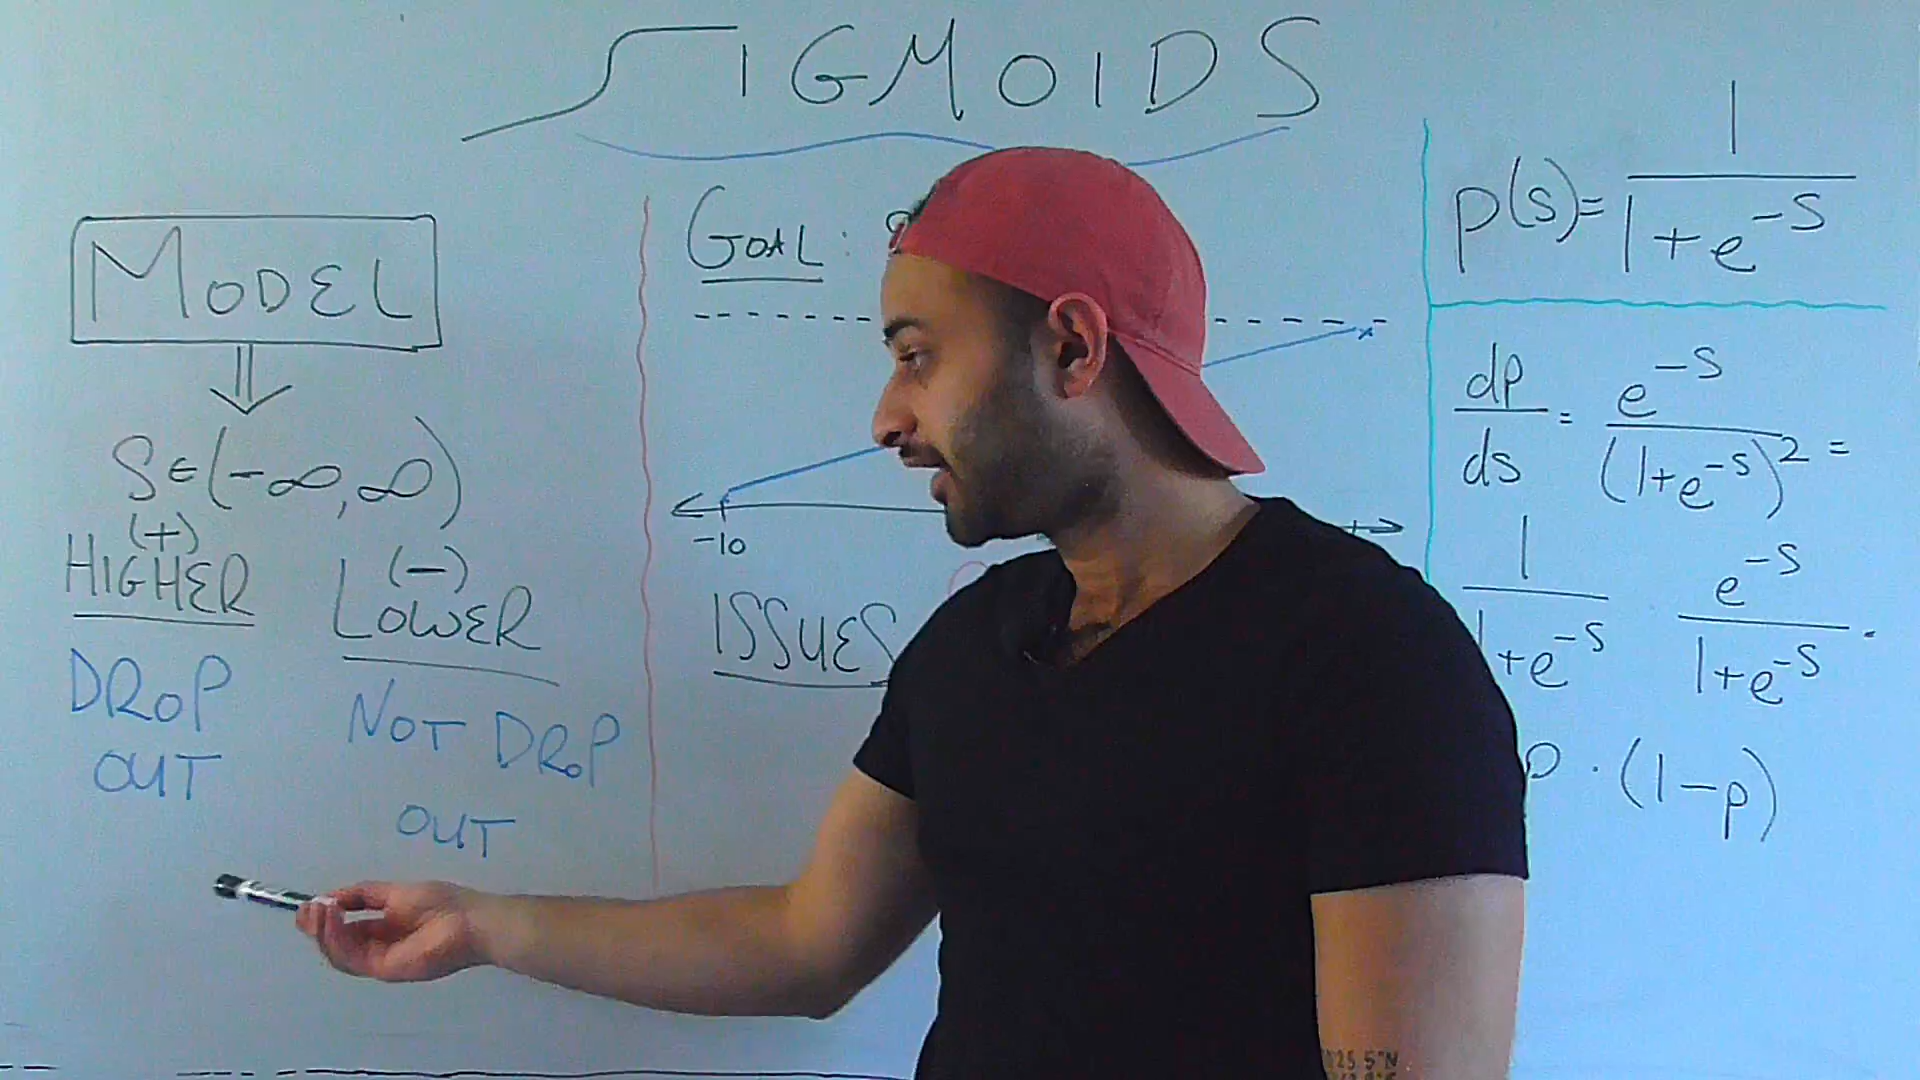 SIGMOIDS
MODEL
S∈(-∞,∞)
(+)
HIGHER
(-)
LOWER
DROP
OUT
NOT DROP
OUT
GOAL:
-10
ISSUES
p(s)= 1/(1+e^-s)
dp/ds = e^-s/(1+e^-s)^2 =
1/(1+e^-s) · e^-s/(1+e^-s) ·
p · (1-p)